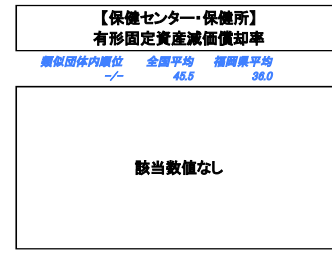 【保健センター・保健所】
有形固定資産減価償却率
類似団体内順位 全国平均 福岡県平均
-/- 45.5 36.0
該当数値なし